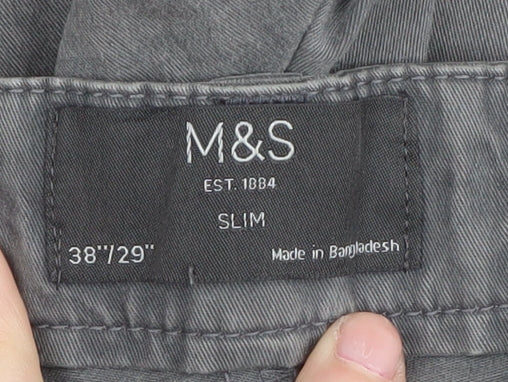 M&S
EST. 1884
SLIM
38"/29"
Made in Bangladesh